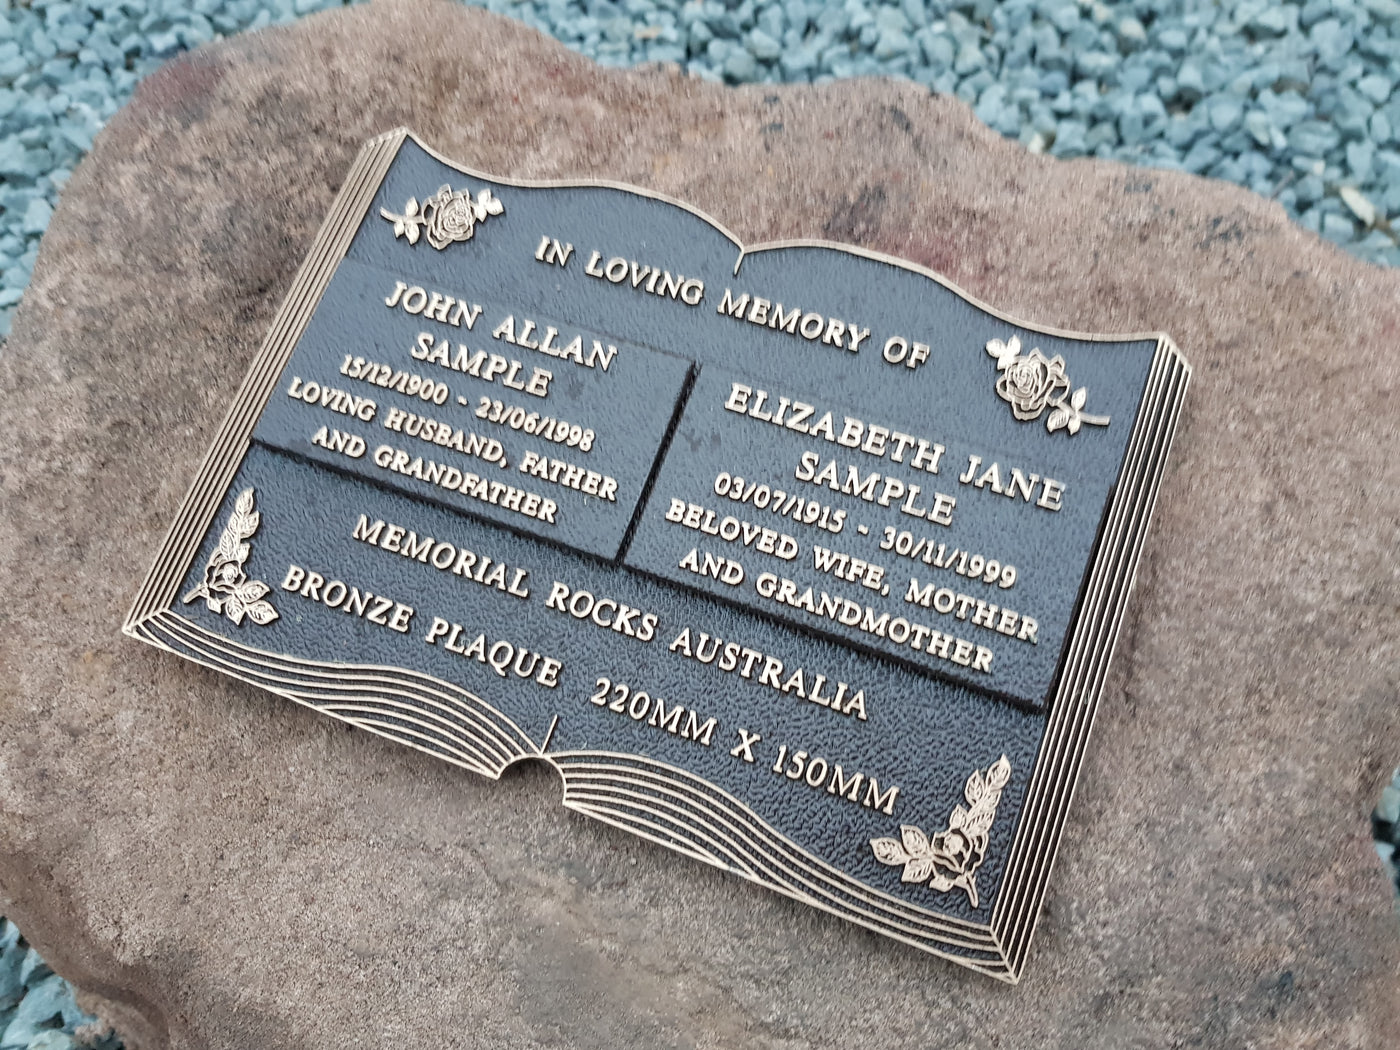 IN LOVING MEMORY OF
JOHN ALLAN
SAMPLE
15/12/1900 - 23/06/1998
LOVING HUSBAND, FATHER
AND GRANDFATHER
ELIZABETH JANE
SAMPLE
03/07/1915 - 30/11/1999
BELOVED WIFE, MOTHER
AND GRANDMOTHER
MEMORIAL ROCKS AUSTRALIA
BRONZE PLAQUE 220MM X 150MM